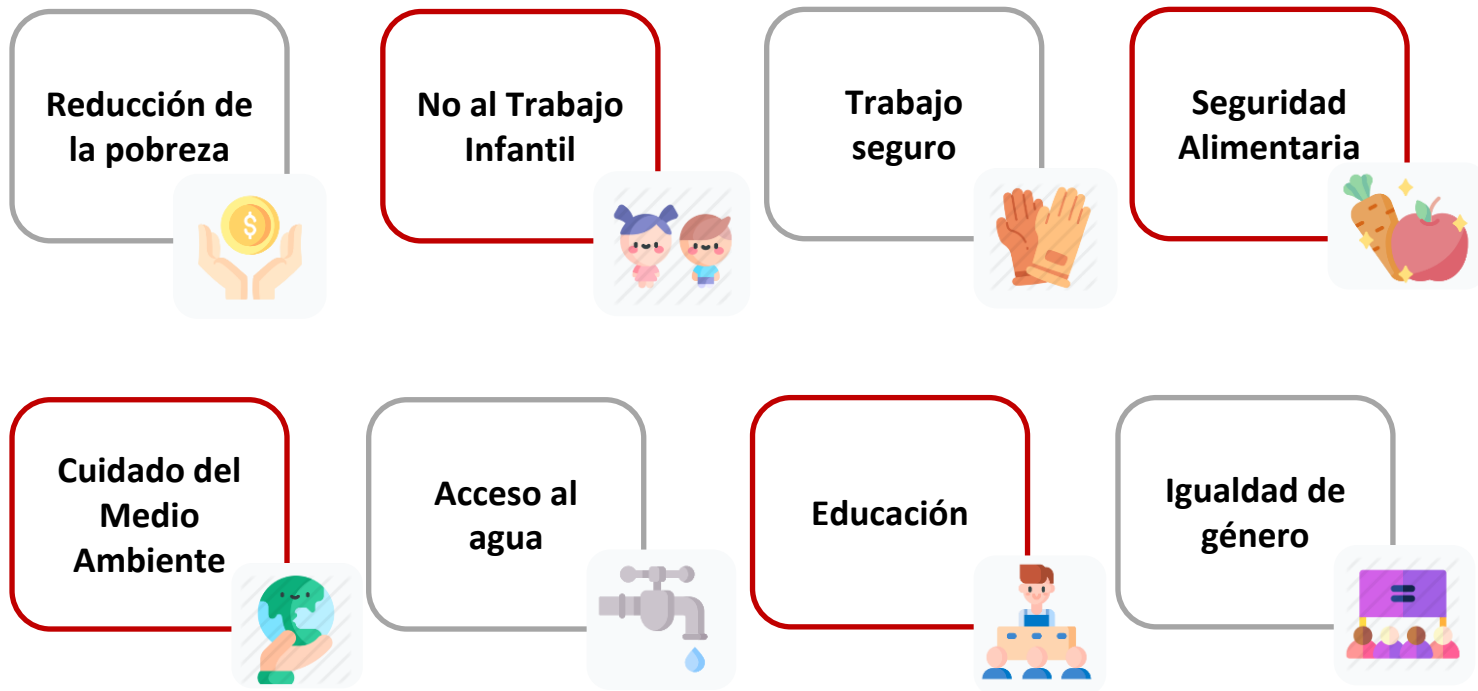 Reducción de
la pobreza
No al Trabajo
Infantil
Trabajo
seguro
Seguridad
Alimentaria
$
Cuidado del
Medio
Ambiente
Acceso al
agua
Educación
Igualdad de
género
=